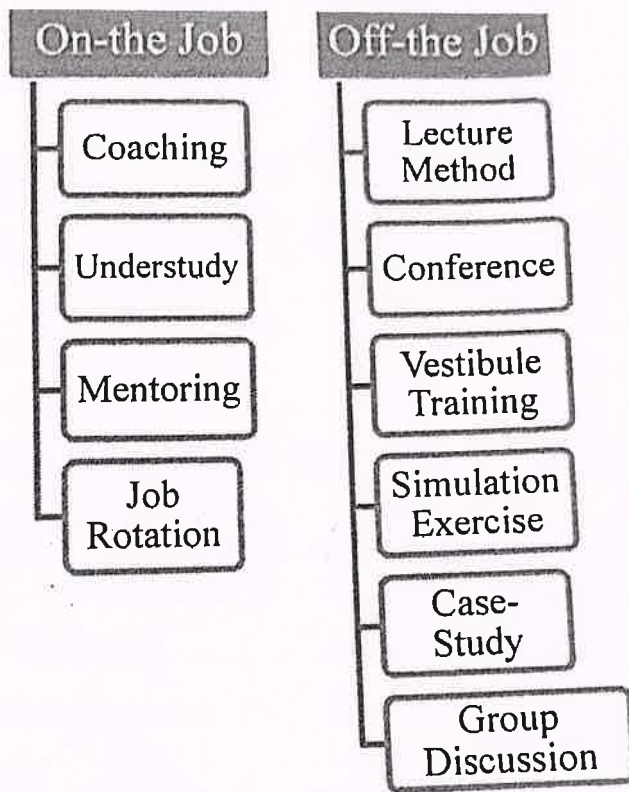 On-the Job
Coaching
Understudy
Mentoring
Job
Rotation
Off-the Job
Lecture
Method
Conference
Vestibule
Training
Simulation
Exercise
Case-
Study
Group
Discussion